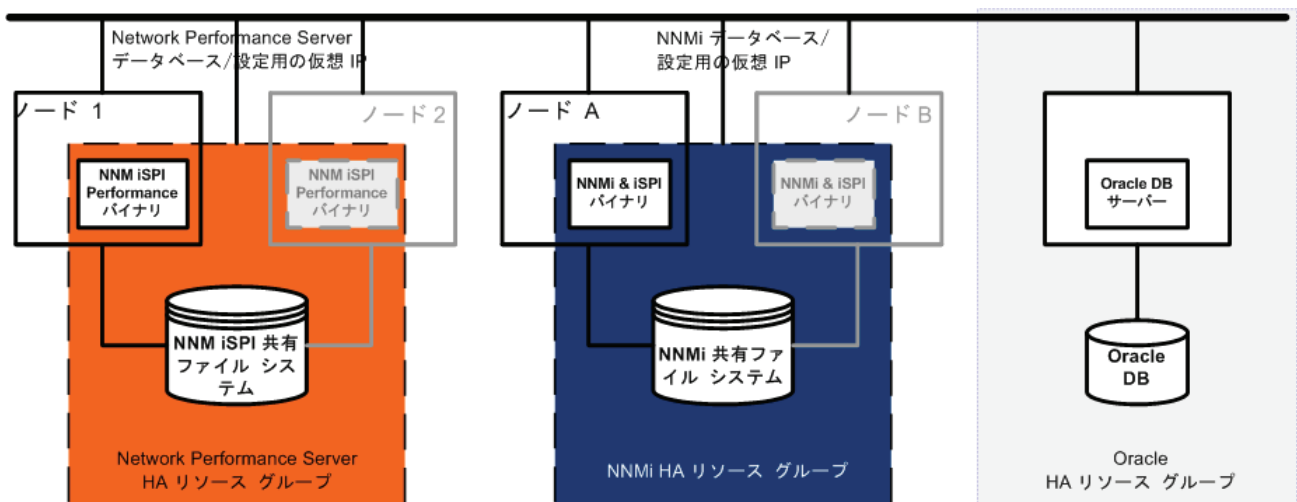 Network Performance Server
データベース/設定用の仮想 IP
NNMi データベース/
設定用の仮想 IP
ノード 1
ノード 2
ノード A
ノード B
NNM iSPI
Performance
バイナリ
NNM iSPI
Performance
バイナリ
NNMi & iSPI
バイナリ
NNMi & iSPI
バイナリ
Oracle DB
サーバー
NNM iSPI 共有
ファイル シス
テム
NNMi 共有ファ
イル システム
Oracle
DB
Network Performance Server
HA リソース グループ
NNMi HA リソース グループ
Oracle
HA リソース グループ